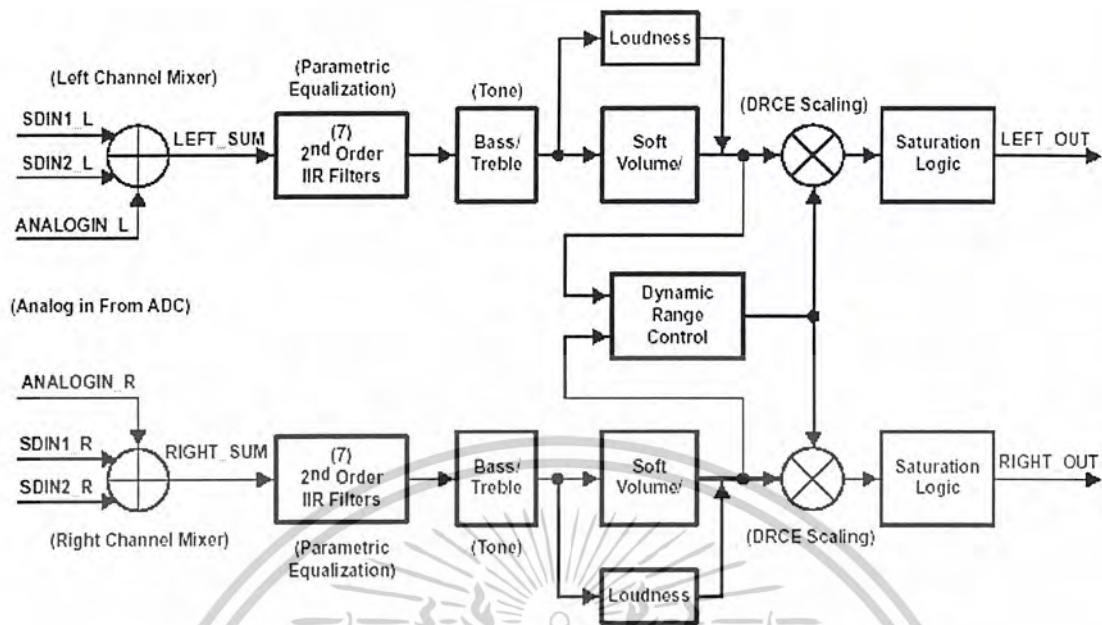 Loudness
(Left Channel Mixer)
(Parametric
Equalization)
(Tone)
(DRCE Scaling)
SDIN1_L
SDIN2_L
ANALOGIN_L
LEFT_SUM
(7)
2nd Order
IIR Filters
Bass/
Treble
Soft
Volume/
Saturation
Logic
LEFT_OUT
(Analog in From ADC)
Dynamic
Range
Control
ANALOGIN_R
SDIN1_R
SDIN2_R
RIGHT_SUM
(7)
2nd Order
IIR Filters
Bass/
Treble
Soft
Volume/
Saturation
Logic
RIGHT_OUT
(Right Channel Mixer)
(Parametric
Equalization)
(Tone)
(DRCE Scaling)
Loudness